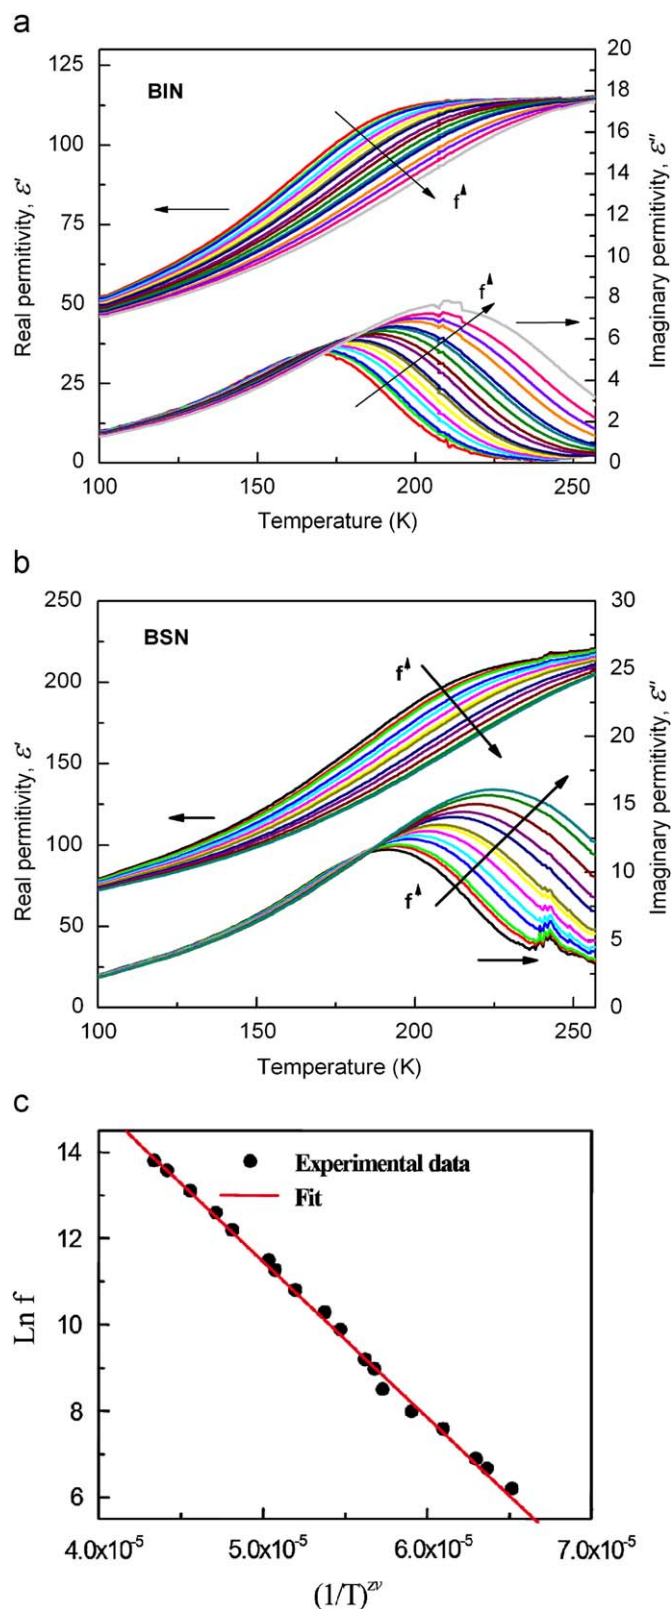 a
BIN
Real permitivity, ε'
Imaginary permitivity, ε"
125
100
75
50
25
0
20
18
16
14
12
10
8
6
4
2
0
f
f
100
150
200
250
Temperature (K)
b
BSN
Real permitivity, ε'
Imaginary permitivity, ε"
250
200
150
100
50
0
30
25
20
15
10
5
0
f
f
100
150
200
250
Temperature (K)
c
Experimental data
Fit
Ln f
14
12
10
8
6
4.0x10⁻⁵
5.0x10⁻⁵
6.0x10⁻⁵
7.0x10⁻⁵
(1/T)ᶻᵛ